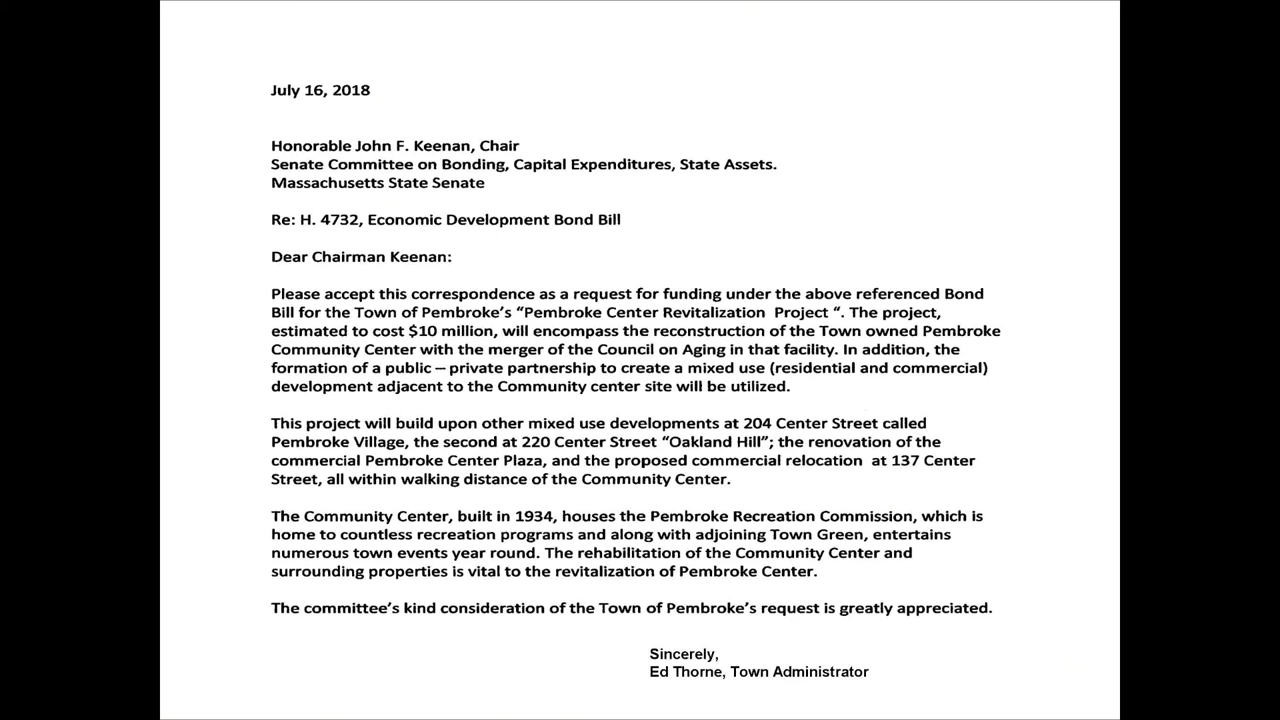 July 16, 2018
Honorable John F. Keenan, Chair
Senate Committee on Bonding, Capital Expenditures, State Assets.
Massachusetts State Senate
Re: H. 4732, Economic Development Bond Bill
Dear Chairman Keenan:
Please accept this correspondence as a request for funding under the above referenced Bond
Bill for the Town of Pembroke’s “Pembroke Center Revitalization  Project “. The project,
estimated to cost $10 million, will encompass the reconstruction of the Town owned Pembroke
Community Center with the merger of the Council on Aging in that facility. In addition, the
formation of a public – private partnership to create a mixed use (residential and commercial)
development adjacent to the Community center site will be utilized.
This project will build upon other mixed use developments at 204 Center Street called
Pembroke Village, the second at 220 Center Street “Oakland Hill”; the renovation of the
commercial Pembroke Center Plaza, and the proposed commercial relocation  at 137 Center
Street, all within walking distance of the Community Center.
The Community Center, built in 1934, houses the Pembroke Recreation Commission, which is
home to countless recreation programs and along with adjoining Town Green, entertains
numerous town events year round. The rehabilitation of the Community Center and
surrounding properties is vital to the revitalization of Pembroke Center.
The committee’s kind consideration of the Town of Pembroke’s request is greatly appreciated.
Sincerely,
Ed Thorne, Town Administrator